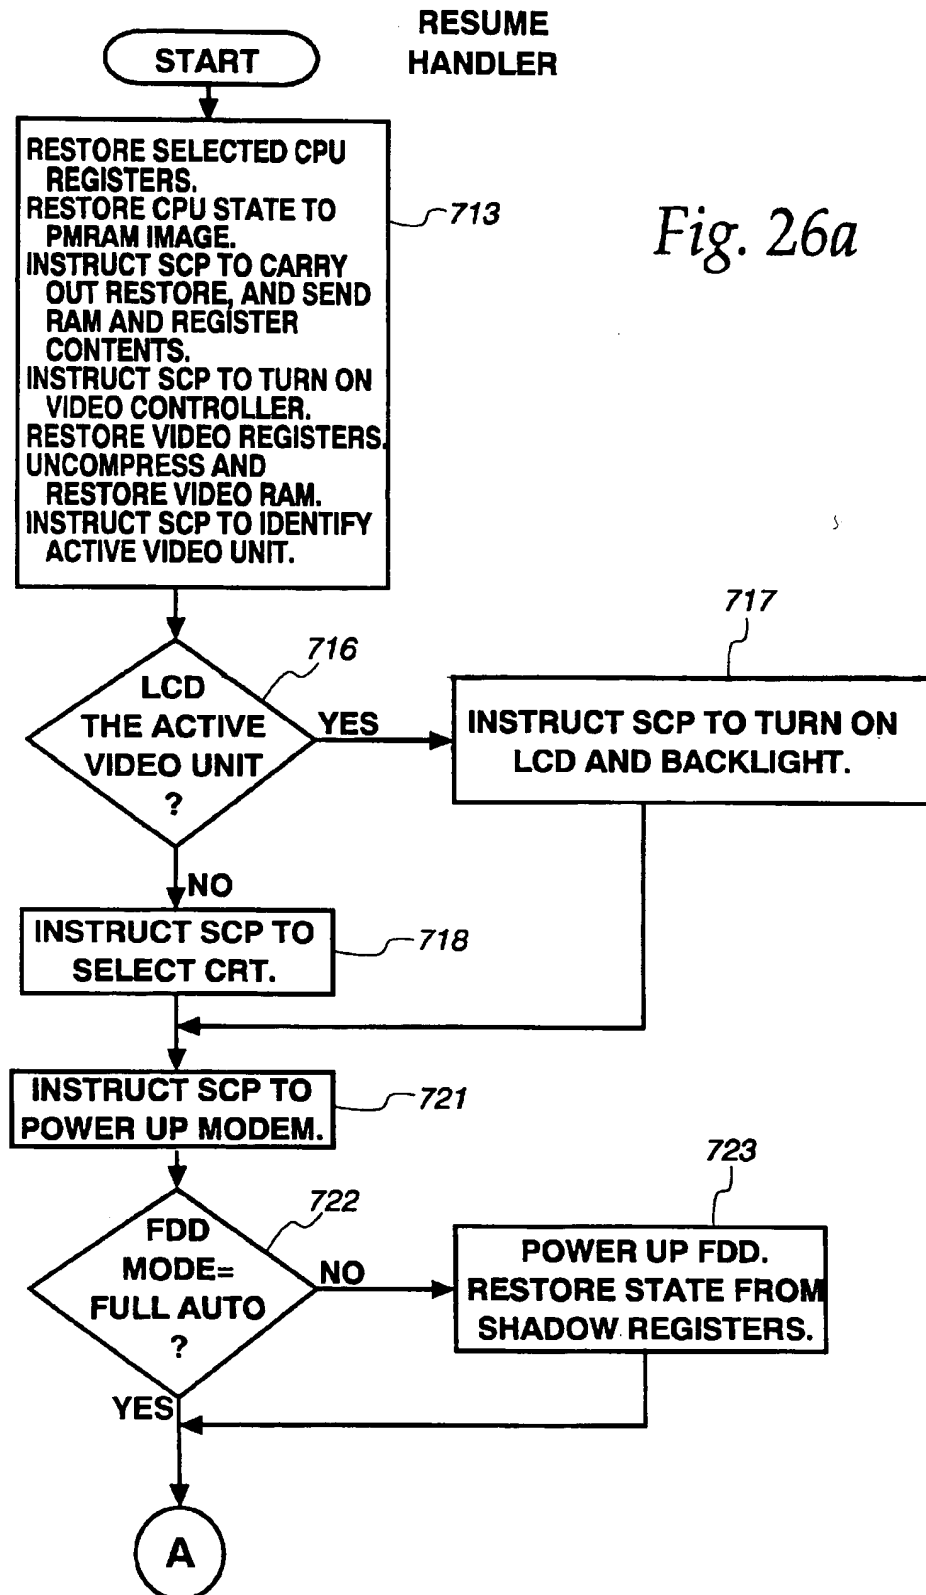 RESUME
HANDLER
START
Fig. 26a
RESTORE SELECTED CPU
REGISTERS.
RESTORE CPU STATE TO
PMRAM IMAGE.
INSTRUCT SCP TO CARRY
OUT RESTORE, AND SEND
RAM AND REGISTER
CONTENTS.
INSTRUCT SCP TO TURN ON
VIDEO CONTROLLER.
RESTORE VIDEO REGISTERS.
UNCOMPRESS AND
RESTORE VIDEO RAM.
INSTRUCT SCP TO IDENTIFY
ACTIVE VIDEO UNIT.
713
LCD
THE ACTIVE
VIDEO UNIT
?
716
YES
717
INSTRUCT SCP TO TURN ON
LCD AND BACKLIGHT.
NO
INSTRUCT SCP TO
SELECT CRT.
718
INSTRUCT SCP TO
POWER UP MODEM.
721
FDD
MODE=
FULL AUTO
?
722
NO
723
POWER UP FDD.
RESTORE STATE FROM
SHADOW REGISTERS.
YES
A